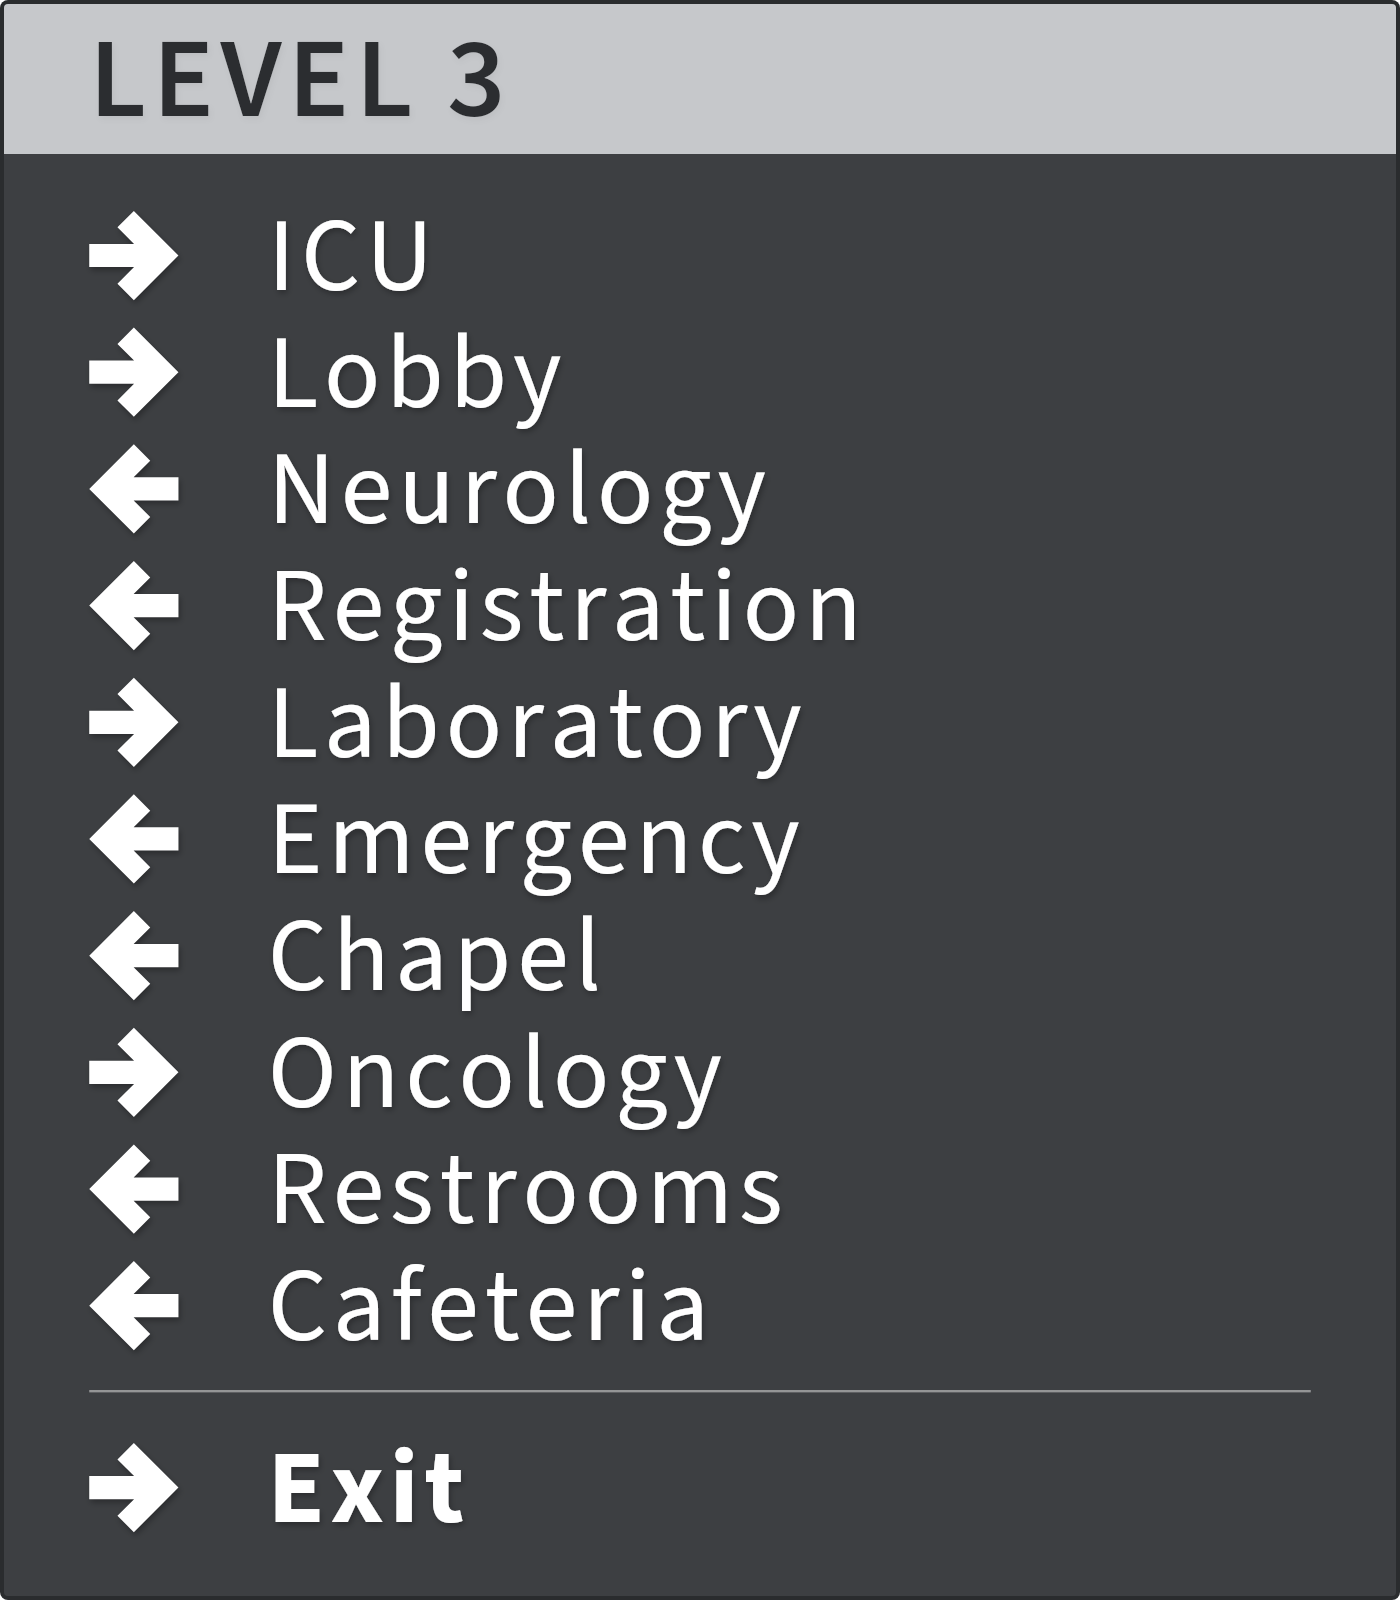 LEVEL 3
ICU
Lobby
Neurology
Registration
Laboratory
Emergency
Chapel
Oncology
Restrooms
Cafeteria
Exit